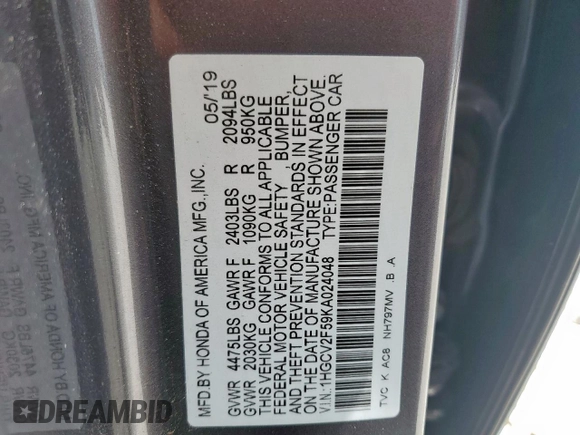 MFD.BY HONDA OF AMERICA MFG.,INC. 05/'19
GVWR 4475LBS GAWR F 2403LBS R 2094LBS
GVWR 2030KG GAWR F 1090KG R 950KG
THIS VEHICLE CONFORMS TO ALL APPLICABLE
FEDERAL MOTOR VEHICLE SAFETY , BUMPER,
AND THEFT PREVENTION STANDARDS IN EFFECT
ON THE DATE OF MANUFACTURE SHOWN ABOVE.
V.I.N.:1HGCV2F59KA024048 TYPE:PASSENGER CAR
TVC K AC8 NH797MV .B .A
AUTOBIDCARS